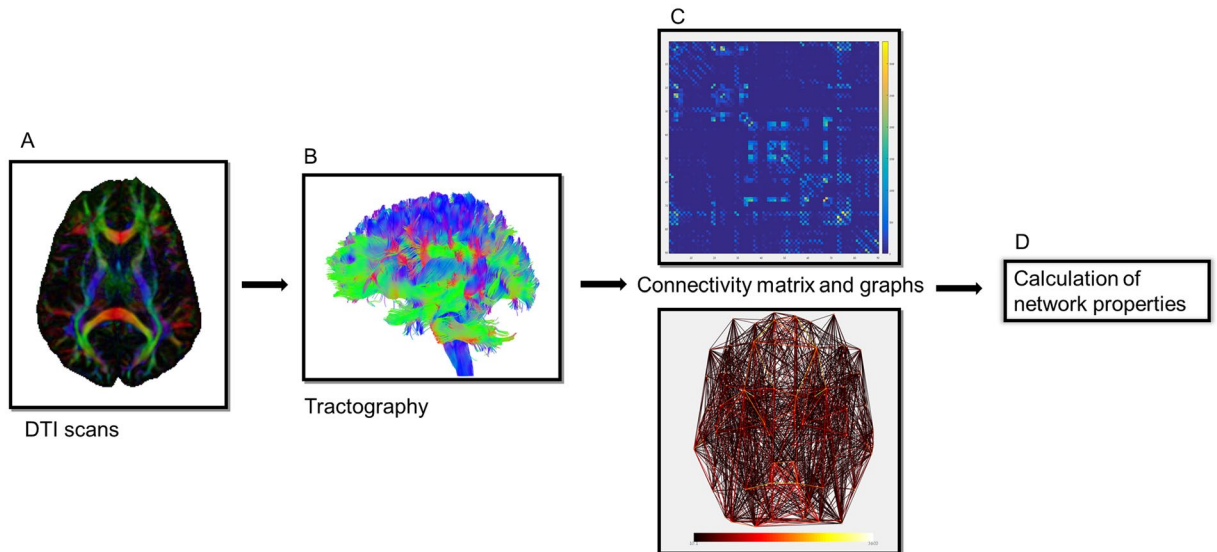 A
DTI scans
B
Tractography
C
Connectivity matrix and graphs
D
Calculation of
network properties